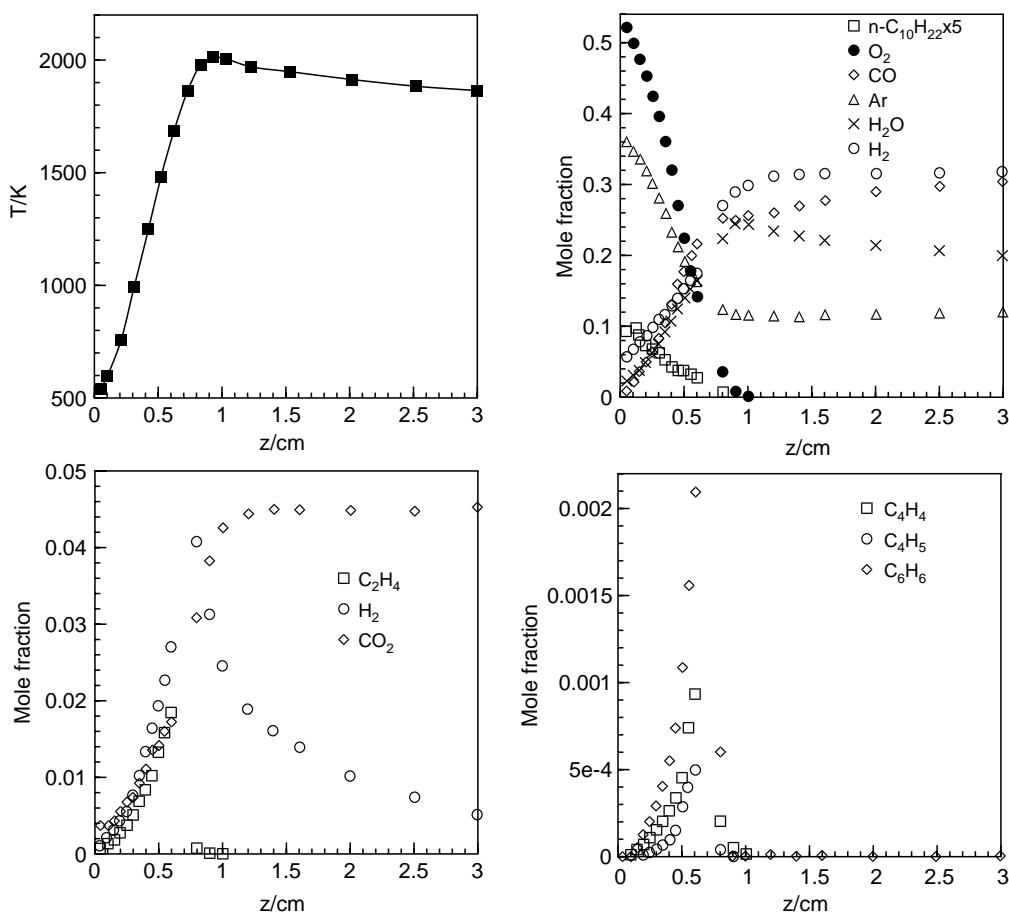 2000
1500
1000
500
T/K
0
0.5
1
1.5
2
2.5
3
z/cm
0.5
0.4
0.3
0.2
0.1
0
Mole fraction
n-C₁₀H₂₂x5
O₂
CO
Ar
H₂O
H₂
0
0.5
1
1.5
2
2.5
3
z/cm
0.05
0.04
0.03
0.02
0.01
0
Mole fraction
C₂H₄
H₂
CO₂
0
0.5
1
1.5
2
2.5
3
z/cm
0.002
0.0015
0.001
5e-4
0
Mole fraction
C₄H₄
C₄H₅
C₆H₆
0
0.5
1
1.5
2
2.5
3
z/cm